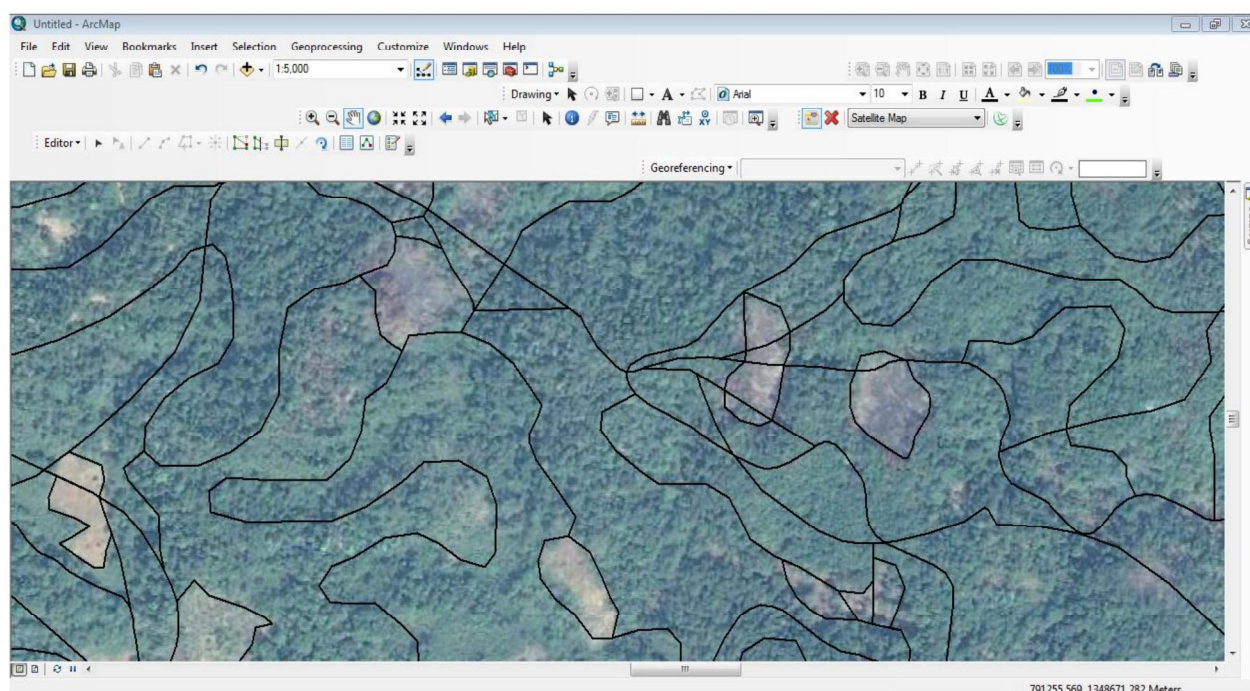 Untitled - ArcMap
File Edit View Bookmarks Insert Selection Geoprocessing Customize Windows Help
1:5,000 100%
Drawing Arial 10 B I U A
Satellite Map
Editor
Georeferencing
791255.569 1348671.282 Meters